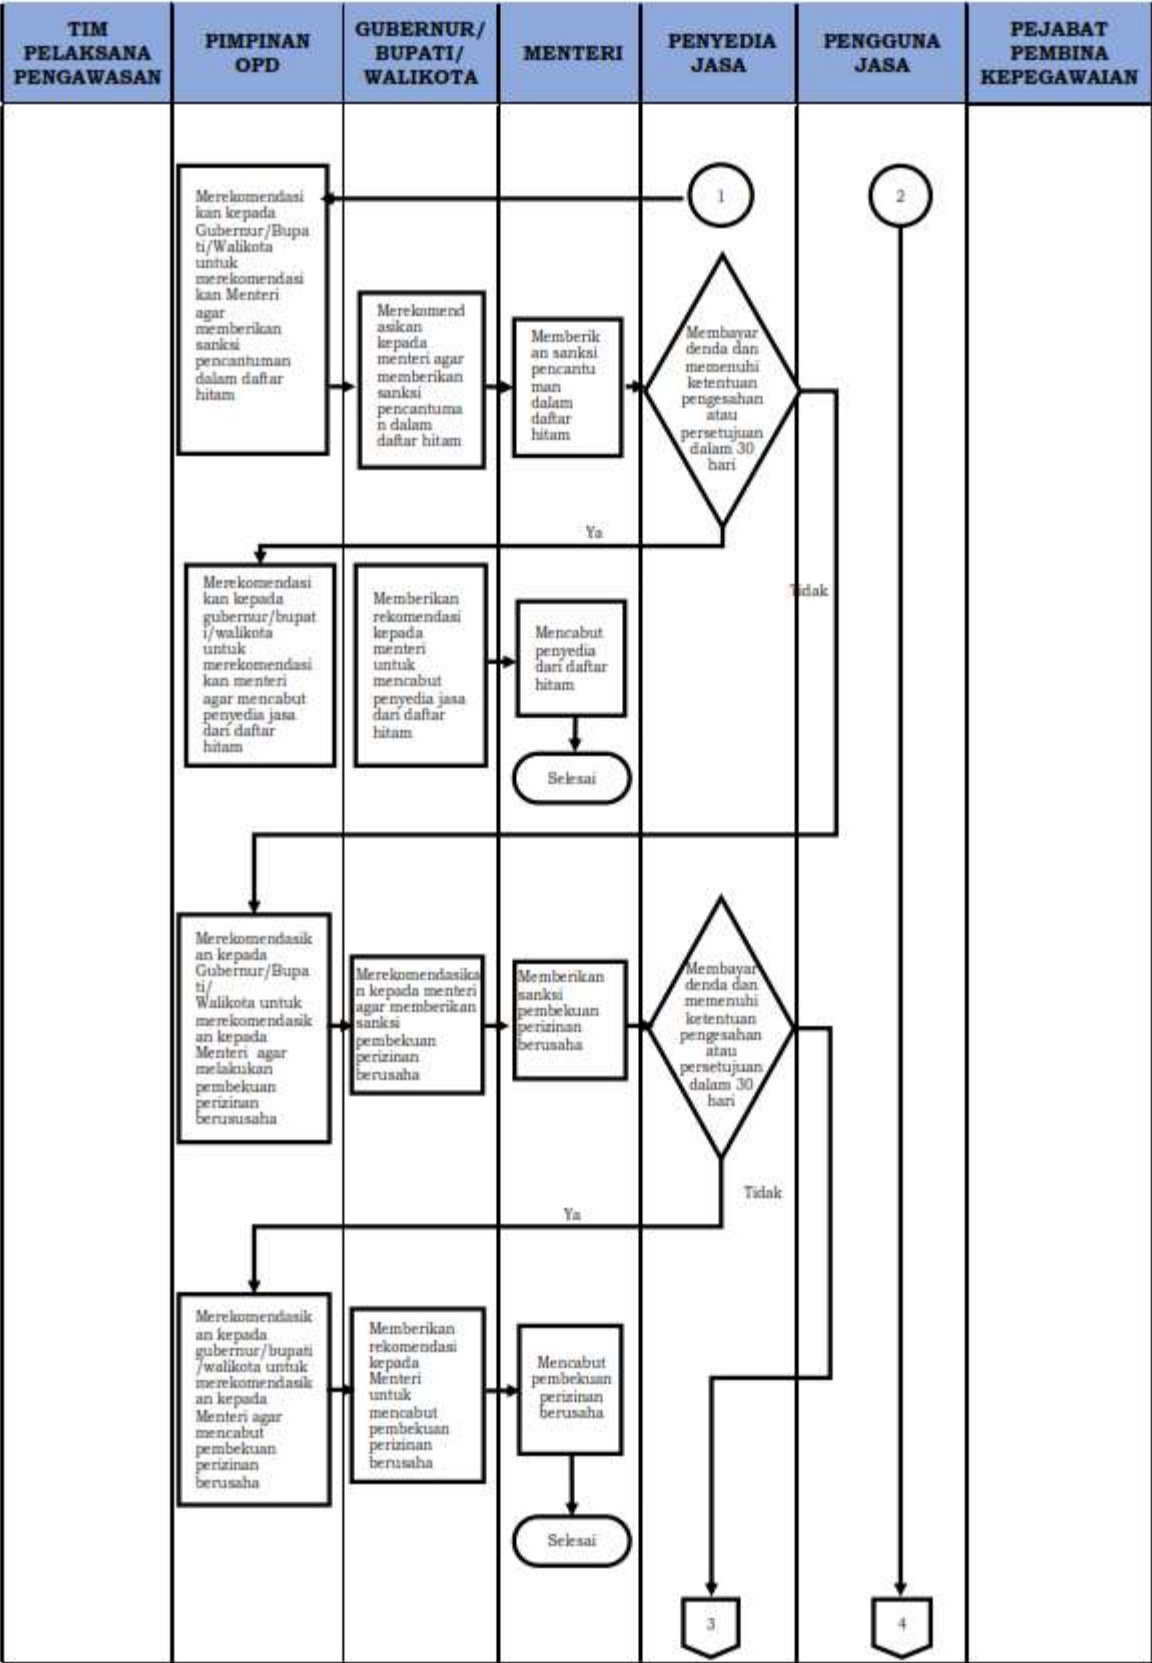 TIM
PELAKSANA
PENGAWASAN
PIMPINAN
OPD
GUBERNUR/
BUPATI/
WALIKOTA
MENTERI
PENYEDIA
JASA
PENGGUNA
JASA
PEJABAT
PEMBINA
KEPEGAWAIAN
Merekomendasi
kan kepada
Gubernur/Bupa
ti/Walikota
untuk
merekomendasi
kan Menteri
agar
memberikan
sanksi
pencantuman
dalam daftar
hitam
1
2
Merekomend
asikan
kepada
menteri agar
memberikan
sanksi
pencantuma
n dalam
daftar hitam
Memberik
an sanksi
pencantu
man
dalam
daftar
hitam
Membayar
denda dan
memenuhi
ketentuan
pengesahan
atau
persetujuan
dalam 30
hari
Ya
Tidak
Merekomendasi
kan kepada
gubernur/bupat
i/walikota
untuk
merekomendasi
kan menteri
agar mencabut
penyedia jasa
dari daftar
hitam
Memberikan
rekomendasi
kepada
menteri
untuk
mencabut
penyedia jasa
dari daftar
hitam
Mencabut
penyedia
dari daftar
hitam
Selesai
Merekomendasik
an kepada
Gubernur/Bupa
ti/
Walikota untuk
merekomendasik
an kepada
Menteri agar
melakukan
pembekuan
perizinan
berususaha
Merekomendasika
n kepada menteri
agar memberikan
sanksi
pembekuan
perizinan
berusaha
Memberikan
sanksi
pembekuan
perizinan
berusaha
Membayar
denda dan
memenuhi
ketentuan
pengesahan
atau
persetujuan
dalam 30
hari
Tidak
Ya
Merekomendasik
an kepada
gubernur/bupati
/walikota untuk
merekomendasik
an kepada
Menteri agar
mencabut
pembekuan
perizinan
berusaha
Memberikan
rekomendasi
kepada
Menteri
untuk
mencabut
pembekuan
perizinan
berusaha
Mencabut
pembekuan
perizinan
berusaha
Selesai
3
4